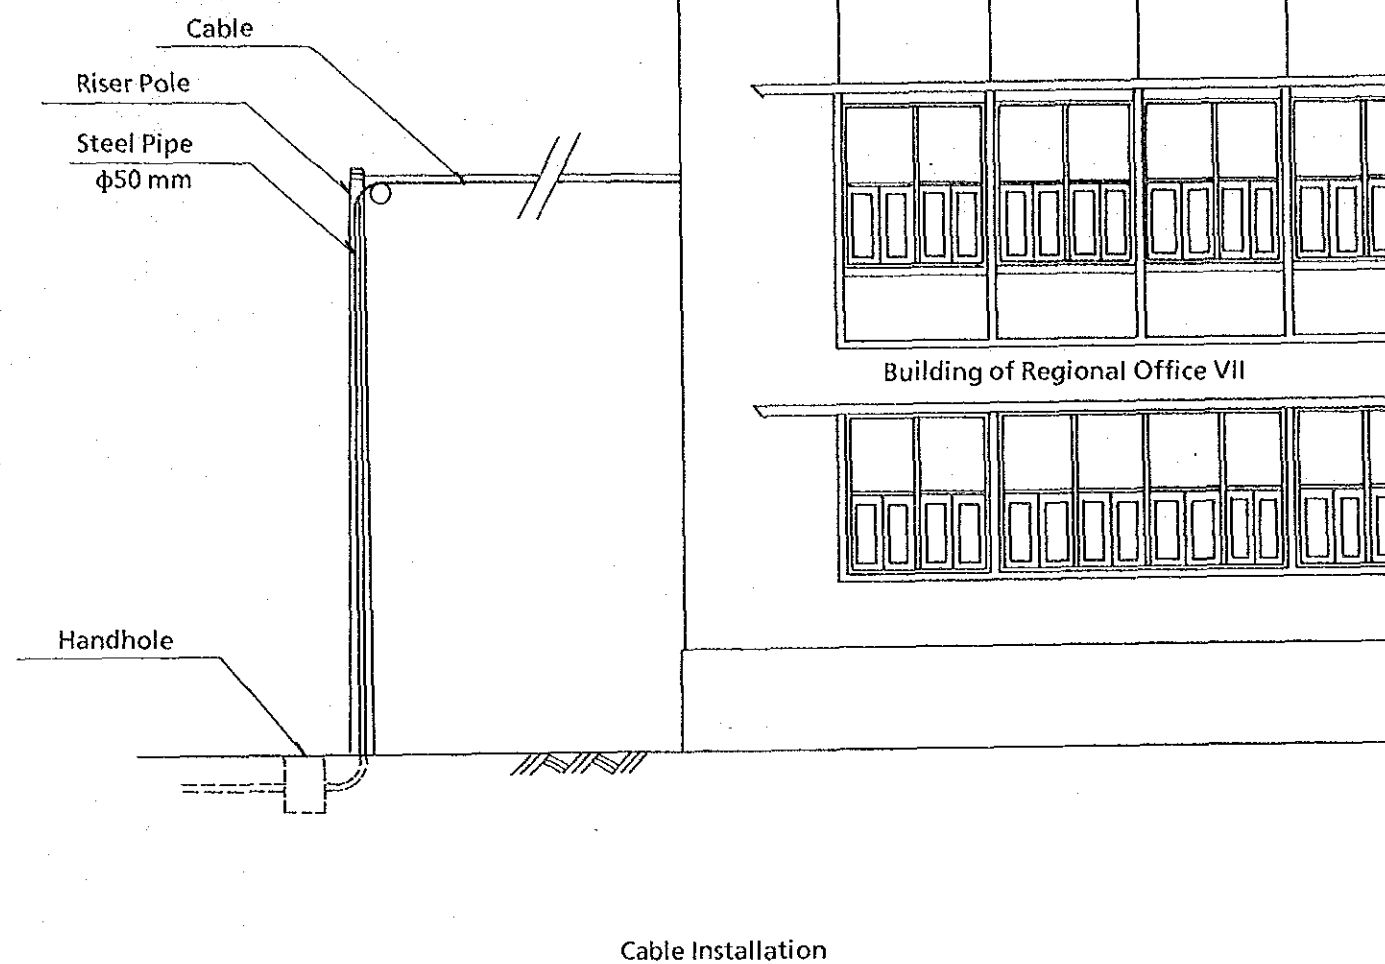 Cable
Riser Pole
Steel Pipe
ϕ50 mm
Building of Regional Office VII
Handhole
Cable Installation